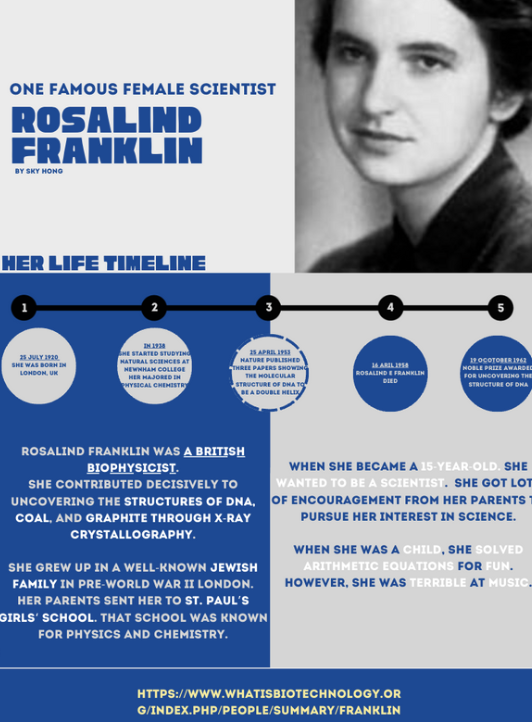 ONE FAMOUS FEMALE SCIENTIST
ROSALIND
FRANKLIN
BY SKY HONG
HER LIFE TIMELINE
1
2
3
4
5
25 JULY 1920
SHE WAS BORN IN
LONDON, UK
IN 1938
SHE STARTED STUDYING
NATURAL SCIENCES AT
NEWNHAM COLLEGE
HER MAJORED IN
PHYSICAL CHEMISTRY
25 APRIL 1953
NATURE PUBLISHED
THREE PAPERS SHOWING
THE MOLECULAR
STRUCTURE OF DNA TO
BE A DOUBLE HELIX
16 ARIL 1958
ROSALIND E FRANKLIN
DIED
19 OCOTOBER 1962
NOBLE PRIZE AWARDED
FOR UNCOVERING THE
STRUCTURE OF DNA
ROSALIND FRANKLIN WAS A BRITISH
BIOPHYSICIST.
SHE CONTRIBUTED DECISIVELY TO
UNCOVERING THE STRUCTURES OF DNA,
COAL, AND GRAPHITE THROUGH X-RAY
CRYSTALLOGRAPHY.
SHE GREW UP IN A WELL-KNOWN JEWISH
FAMILY IN PRE-WORLD WAR II LONDON.
HER PARENTS SENT HER TO ST. PAUL'S
GIRLS' SCHOOL. THAT SCHOOL WAS KNOWN
FOR PHYSICS AND CHEMISTRY.
WHEN SHE BECAME A 15-YEAR-OLD. SHE
WANTED TO BE A SCIENTIST. SHE GOT LOT
OF ENCOURAGEMENT FROM HER PARENTS T
PURSUE HER INTEREST IN SCIENCE.
WHEN SHE WAS A CHILD, SHE SOLVED
ARITHMETIC EQUATIONS FOR FUN.
HOWEVER, SHE WAS TERRIBLE AT MUSIC.
HTTPS://WWW.WHATISBIOTECHNOLOGY.OR
G/INDEX.PHP/PEOPLE/SUMMARY/FRANKLIN